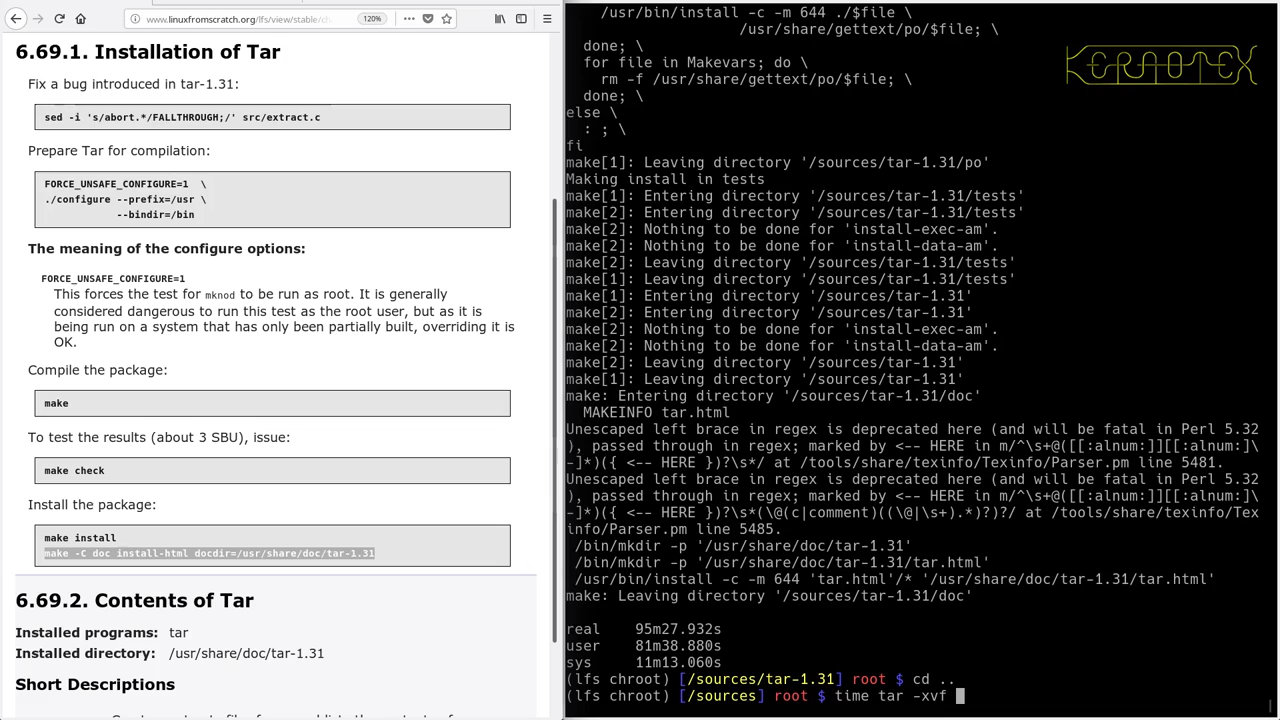 www.linuxfromscratch.org/lfs/view/stable/ch
120%
6.69.1. Installation of Tar
Fix a bug introduced in tar-1.31:
sed -i 's/abort.*/FALLTHROUGH;/' src/extract.c
Prepare Tar for compilation:
FORCE_UNSAFE_CONFIGURE=1  \
./configure --prefix=/usr \
            --bindir=/bin
The meaning of the configure options:
FORCE_UNSAFE_CONFIGURE=1
This forces the test for mknod to be run as root. It is generally
considered dangerous to run this test as the root user, but as it is
being run on a system that has only been partially built, overriding it is
OK.
Compile the package:
make
To test the results (about 3 SBU), issue:
make check
Install the package:
make install
make -C doc install-html docdir=/usr/share/doc/tar-1.31
6.69.2. Contents of Tar
Installed programs: tar
Installed directory: /usr/share/doc/tar-1.31
Short Descriptions
/usr/bin/install -c -m 644 ./$file \
/usr/share/gettext/po/$file; \
done; \
for file in Makevars; do \
rm -f /usr/share/gettext/po/$file; \
done; \
else \
: ; \
fi
make[1]: Leaving directory '/sources/tar-1.31/po'
Making install in tests
make[1]: Entering directory '/sources/tar-1.31/tests'
make[2]: Entering directory '/sources/tar-1.31/tests'
make[2]: Nothing to be done for 'install-exec-am'.
make[2]: Nothing to be done for 'install-data-am'.
make[2]: Leaving directory '/sources/tar-1.31/tests'
make[1]: Leaving directory '/sources/tar-1.31/tests'
make[1]: Entering directory '/sources/tar-1.31'
make[2]: Entering directory '/sources/tar-1.31'
make[2]: Nothing to be done for 'install-exec-am'.
make[2]: Nothing to be done for 'install-data-am'.
make[2]: Leaving directory '/sources/tar-1.31'
make[1]: Leaving directory '/sources/tar-1.31'
make: Entering directory '/sources/tar-1.31/doc'
MAKEINFO tar.html
Unescaped left brace in regex is deprecated here (and will be fatal in Perl 5.32
), passed through in regex; marked by <-- HERE in m/^\s+@([[:alnum:]][[:alnum:]\
-]*)({ <-- HERE })?\s*/ at /tools/share/texinfo/Texinfo/Parser.pm line 5481.
Unescaped left brace in regex is deprecated here (and will be fatal in Perl 5.32
), passed through in regex; marked by <-- HERE in m/^\s+@([[:alnum:]][[:alnum:]\
-]*)({ <-- HERE })?\s*(\@(c|comment)((\@|\s+).*)?)?/ at /tools/share/texinfo/Tex
info/Parser.pm line 5485.
/bin/mkdir -p '/usr/share/doc/tar-1.31'
/bin/mkdir -p '/usr/share/doc/tar-1.31/tar.html'
/usr/bin/install -c -m 644 'tar.html'/* '/usr/share/doc/tar-1.31/tar.html'
make: Leaving directory '/sources/tar-1.31/doc'
real    95m27.932s
user    81m38.880s
sys     11m13.060s
(lfs chroot) [/sources/tar-1.31] root $ cd ..
(lfs chroot) [/sources] root $ time tar -xvf
KERAOTEX